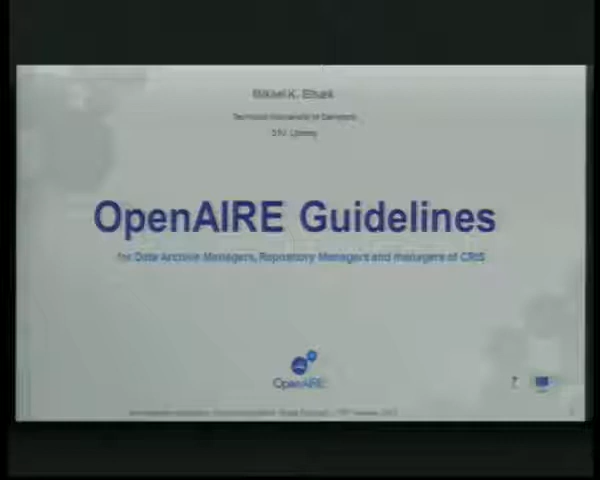 Mikael K. Elbæk
Technical University of Denmark
DTU Library
OpenAIRE Guidelines
for Data Archive Managers, Repository Managers and managers of CRIS
OpenAIRE